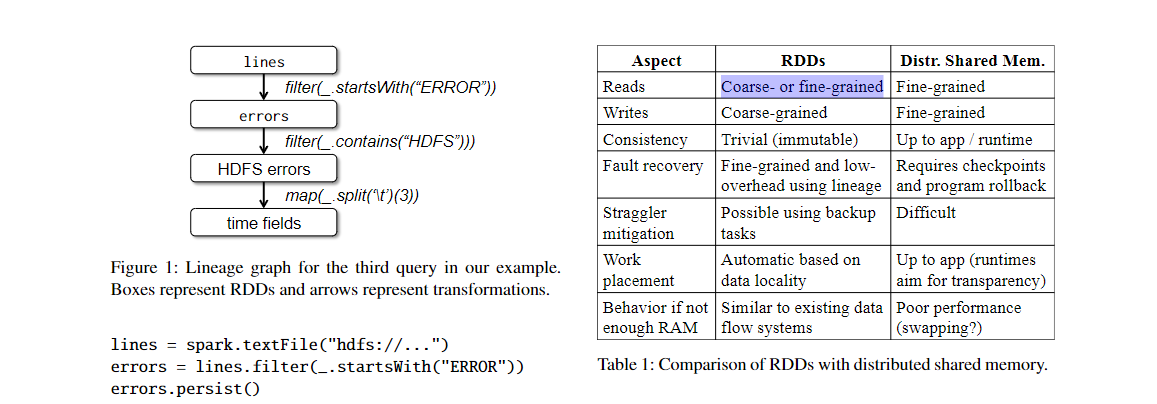 lines
filter(_.startsWith(“ERROR”))
errors
filter(_.contains(“HDFS”)))
HDFS errors
map(_.split(‘\t’)(3))
time fields
Figure 1: Lineage graph for the third query in our example.
Boxes represent RDDs and arrows represent transformations.
lines = spark.textFile("hdfs://...")
errors = lines.filter(_.startsWith("ERROR"))
errors.persist()
Aspect RDDs Distr. Shared Mem.
Reads Coarse- or fine-grained Fine-grained
Writes Coarse-grained Fine-grained
Consistency Trivial (immutable) Up to app / runtime
Fault recovery Fine-grained and low- Requires checkpoints
overhead using lineage and program rollback
Straggler Possible using backup Difficult
mitigation tasks
Work Automatic based on Up to app (runtimes
placement data locality aim for transparency)
Behavior if not Similar to existing data Poor performance
enough RAM flow systems (swapping?)
Table 1: Comparison of RDDs with distributed shared memory.